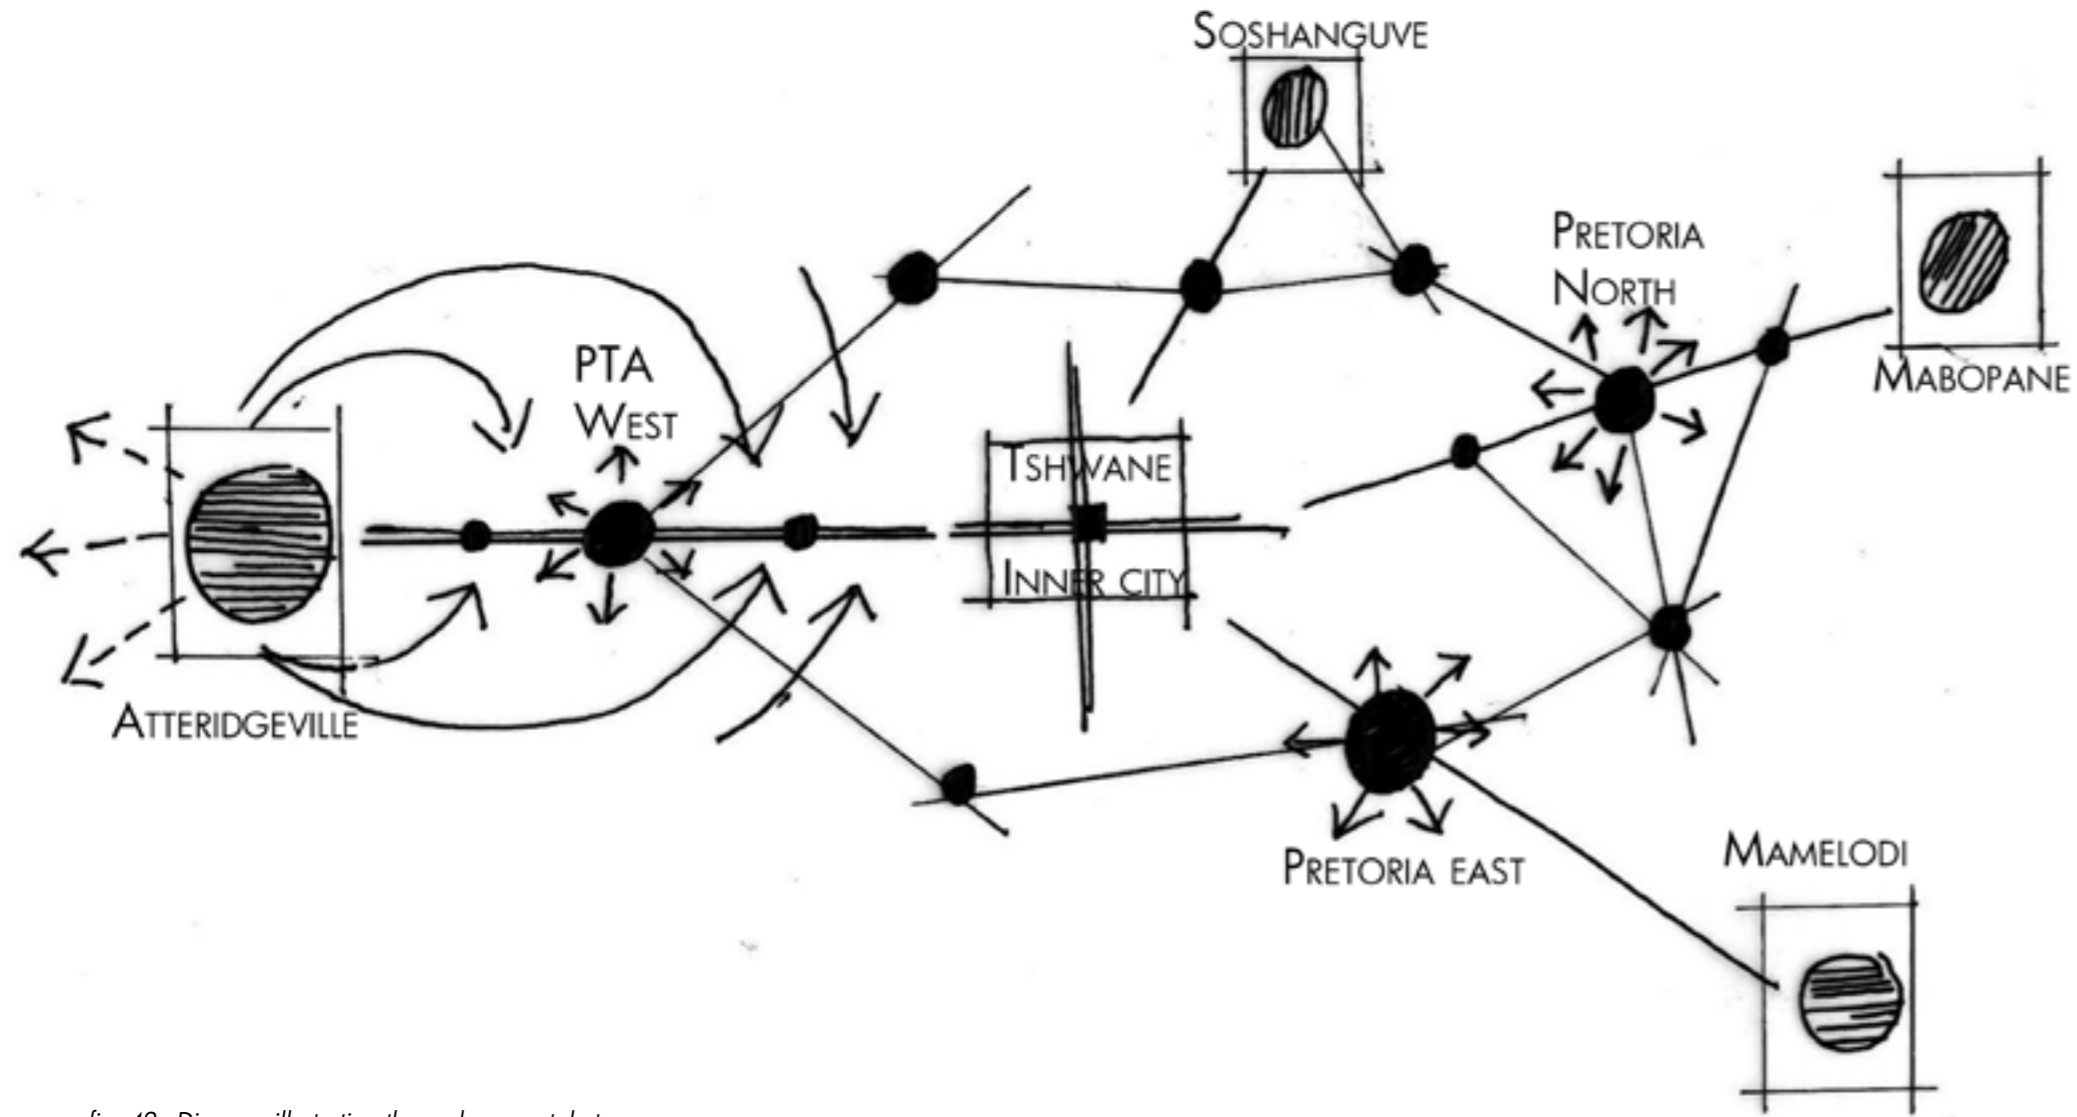 SOSHANGUVE
PRETORIA
NORTH
MABOPANE
PTA
WEST
TSHWANE
INNER CITY
ATTERIDGEVILLE
PRETORIA EAST
MAMELODI